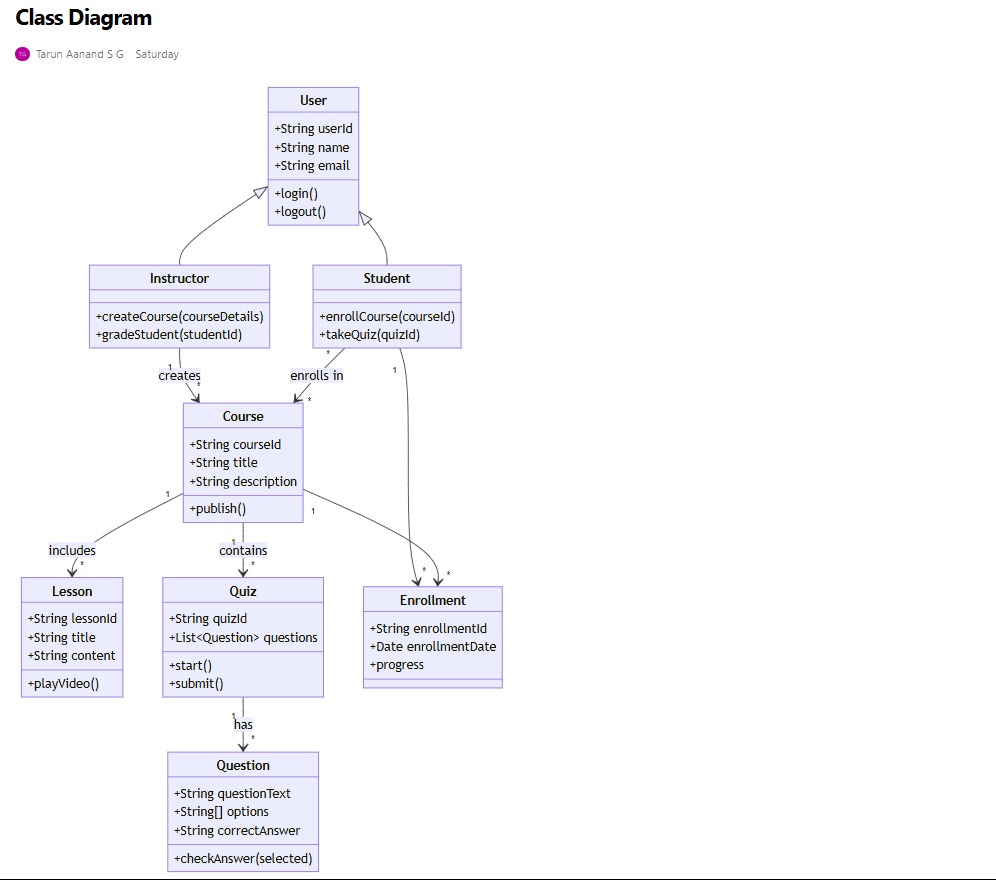 Class Diagram
TG Tarun Aanand S G Saturday
User
+String userId
+String name
+String email
+login()
+logout()
Instructor
+createCourse(courseDetails)
+gradeStudent(studentId)
Student
+enrollCourse(courseId)
+takeQuiz(quizId)
1
creates
*
*
enrolls in
*
1
Course
+String courseId
+String title
+String description
+publish()
1
includes
*
1
contains
*
1
*
*
Lesson
+String lessonId
+String title
+String content
+playVideo()
Quiz
+String quizId
+List<Question> questions
+start()
+submit()
Enrollment
+String enrollmentId
+Date enrollmentDate
+progress
1
has
*
Question
+String questionText
+String[] options
+String correctAnswer
+checkAnswer(selected)